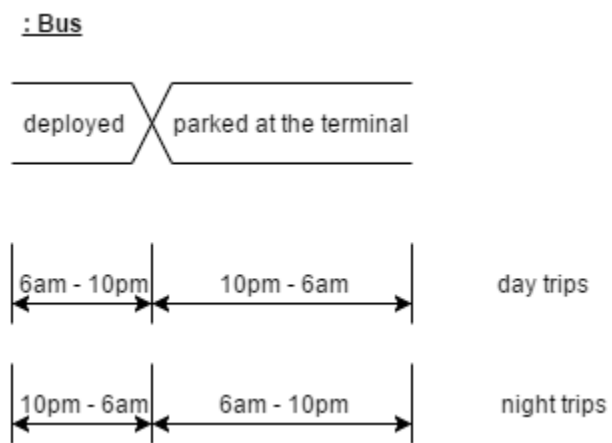 : Bus
deployed parked at the terminal
6am - 10pm 10pm - 6am day trips
10pm - 6am 6am - 10pm night trips